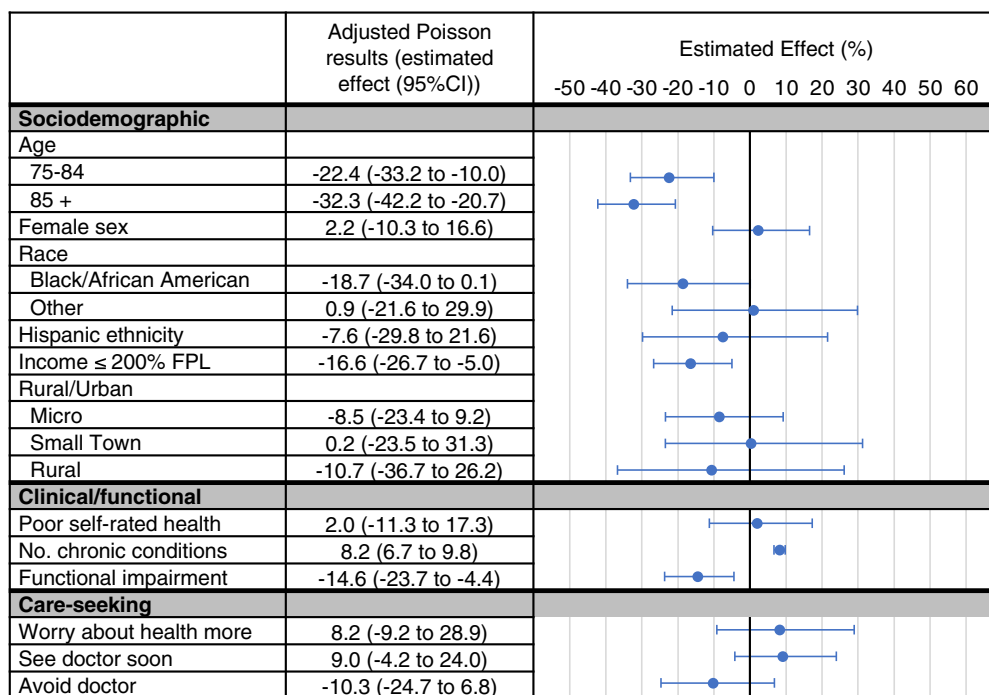 Adjusted Poisson
results (estimated
effect (95%CI))
Estimated Effect (%)
-50 -40 -30 -20 -10 0 10 20 30 40 50 60
Sociodemographic
Age
75-84 -22.4 (-33.2 to -10.0)
85 + -32.3 (-42.2 to -20.7)
Female sex 2.2 (-10.3 to 16.6)
Race
Black/African American -18.7 (-34.0 to 0.1)
Other 0.9 (-21.6 to 29.9)
Hispanic ethnicity -7.6 (-29.8 to 21.6)
Income ≤ 200% FPL -16.6 (-26.7 to -5.0)
Rural/Urban
Micro -8.5 (-23.4 to 9.2)
Small Town 0.2 (-23.5 to 31.3)
Rural -10.7 (-36.7 to 26.2)
Clinical/functional
Poor self-rated health 2.0 (-11.3 to 17.3)
No. chronic conditions 8.2 (6.7 to 9.8)
Functional impairment -14.6 (-23.7 to -4.4)
Care-seeking
Worry about health more 8.2 (-9.2 to 28.9)
See doctor soon 9.0 (-4.2 to 24.0)
Avoid doctor -10.3 (-24.7 to 6.8)